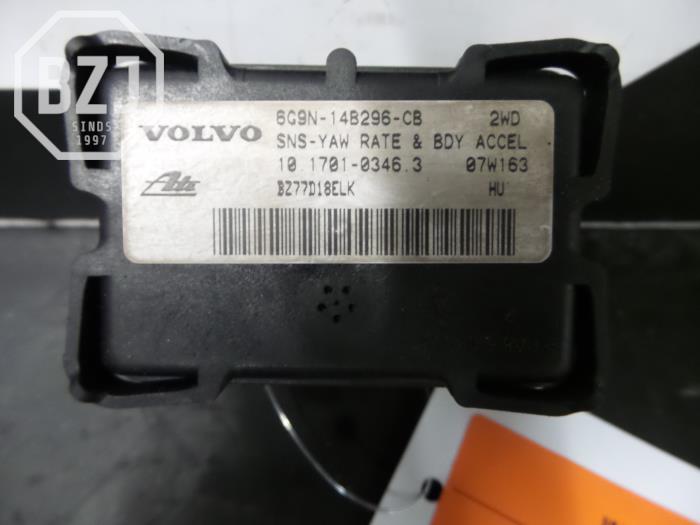 BZ1
SINDS
1997
VOLVO
6G9N-14B296-CB 2WD
SNS-YAW RATE & BDY ACCEL
10.1701-0346.3 07W163
Ate BZ77D18ELK HU